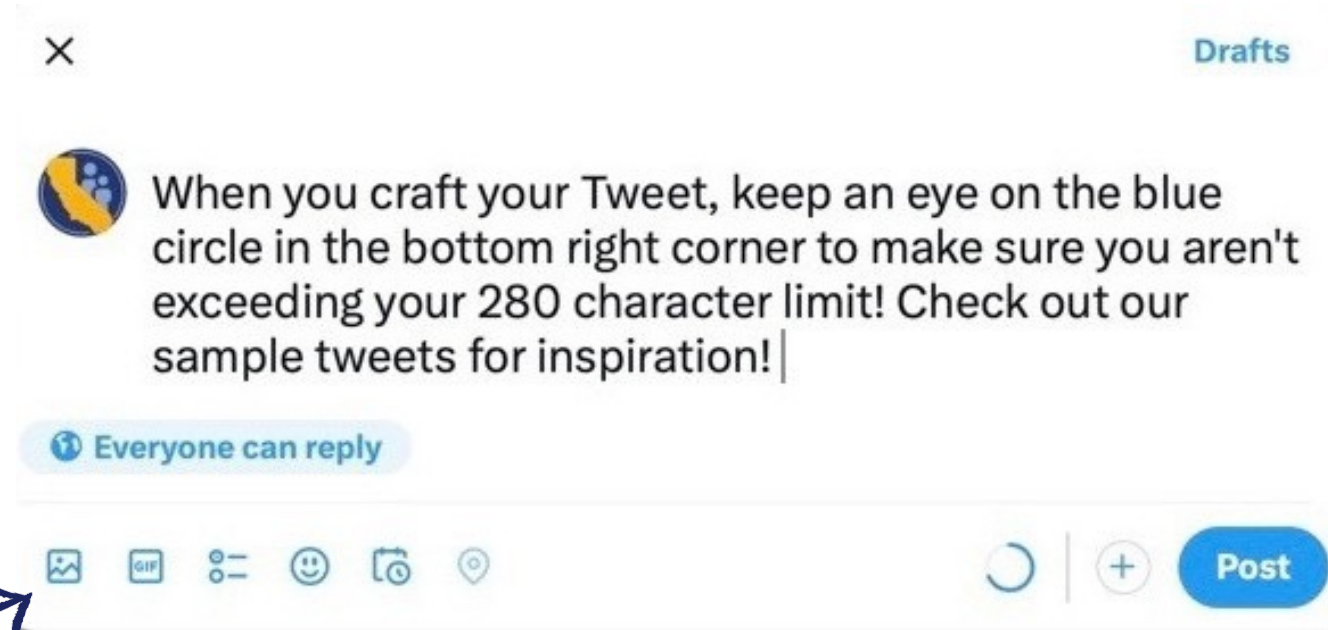 Drafts
When you craft your Tweet, keep an eye on the blue
circle in the bottom right corner to make sure you aren't
exceeding your 280 character limit! Check out our
sample tweets for inspiration!
Everyone can reply
GIF
Post